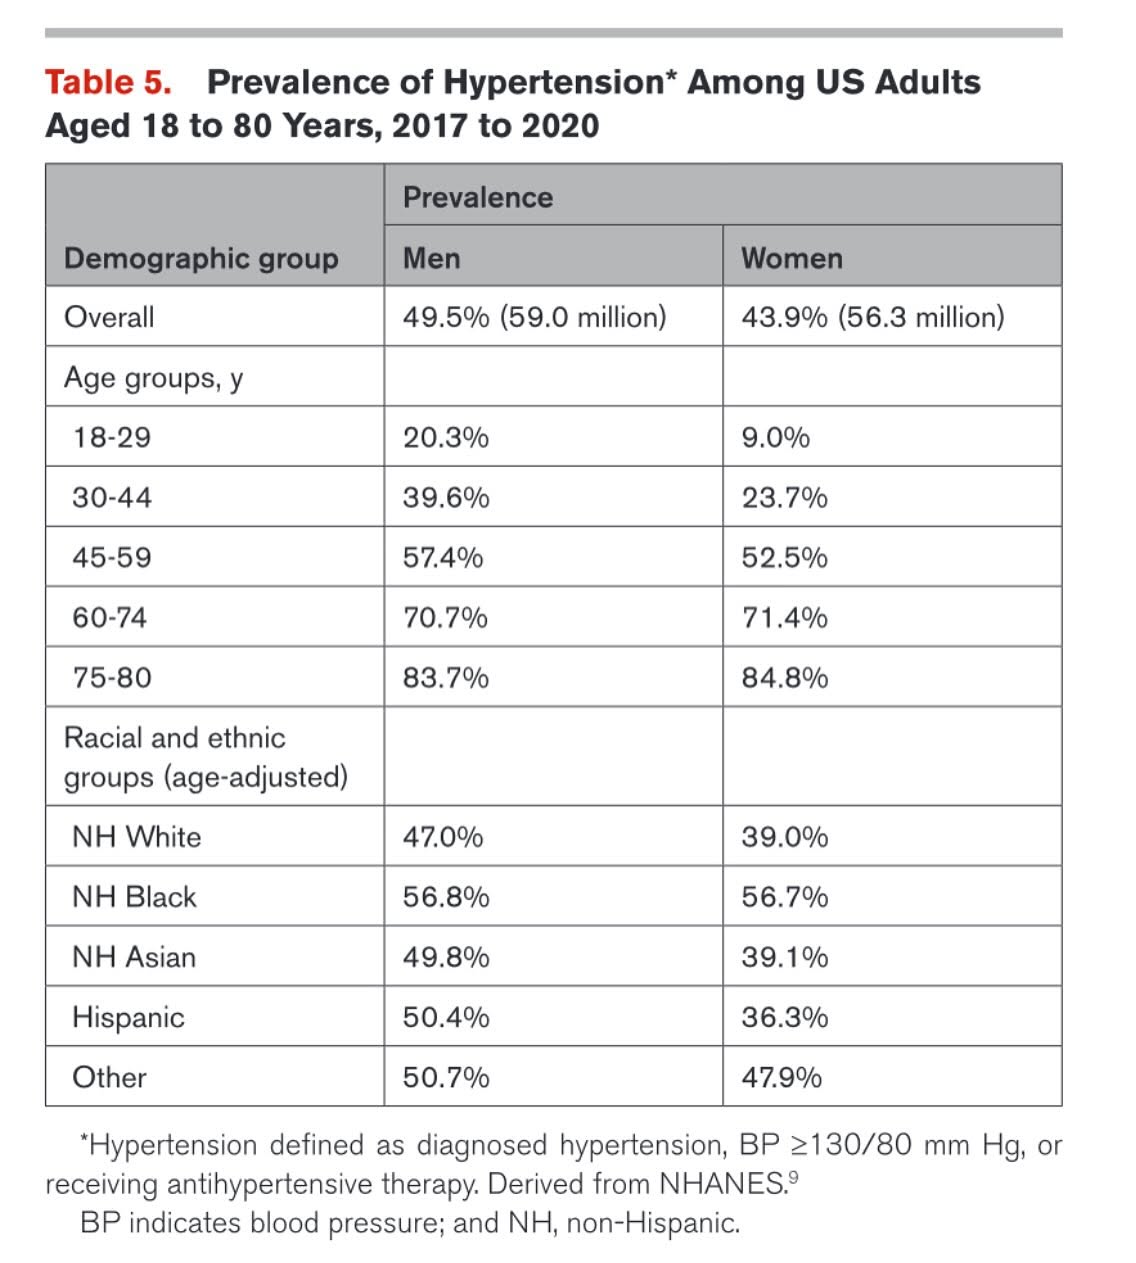 Table 5. Prevalence of Hypertension* Among US Adults
Aged 18 to 80 Years, 2017 to 2020
Prevalence
Demographic group Men Women
Overall 49.5% (59.0 million) 43.9% (56.3 million)
Age groups, y
18-29 20.3% 9.0%
30-44 39.6% 23.7%
45-59 57.4% 52.5%
60-74 70.7% 71.4%
75-80 83.7% 84.8%
Racial and ethnic
groups (age-adjusted)
NH White 47.0% 39.0%
NH Black 56.8% 56.7%
NH Asian 49.8% 39.1%
Hispanic 50.4% 36.3%
Other 50.7% 47.9%
*Hypertension defined as diagnosed hypertension, BP ≥130/80 mm Hg, or
receiving antihypertensive therapy. Derived from NHANES.⁹
BP indicates blood pressure; and NH, non-Hispanic.